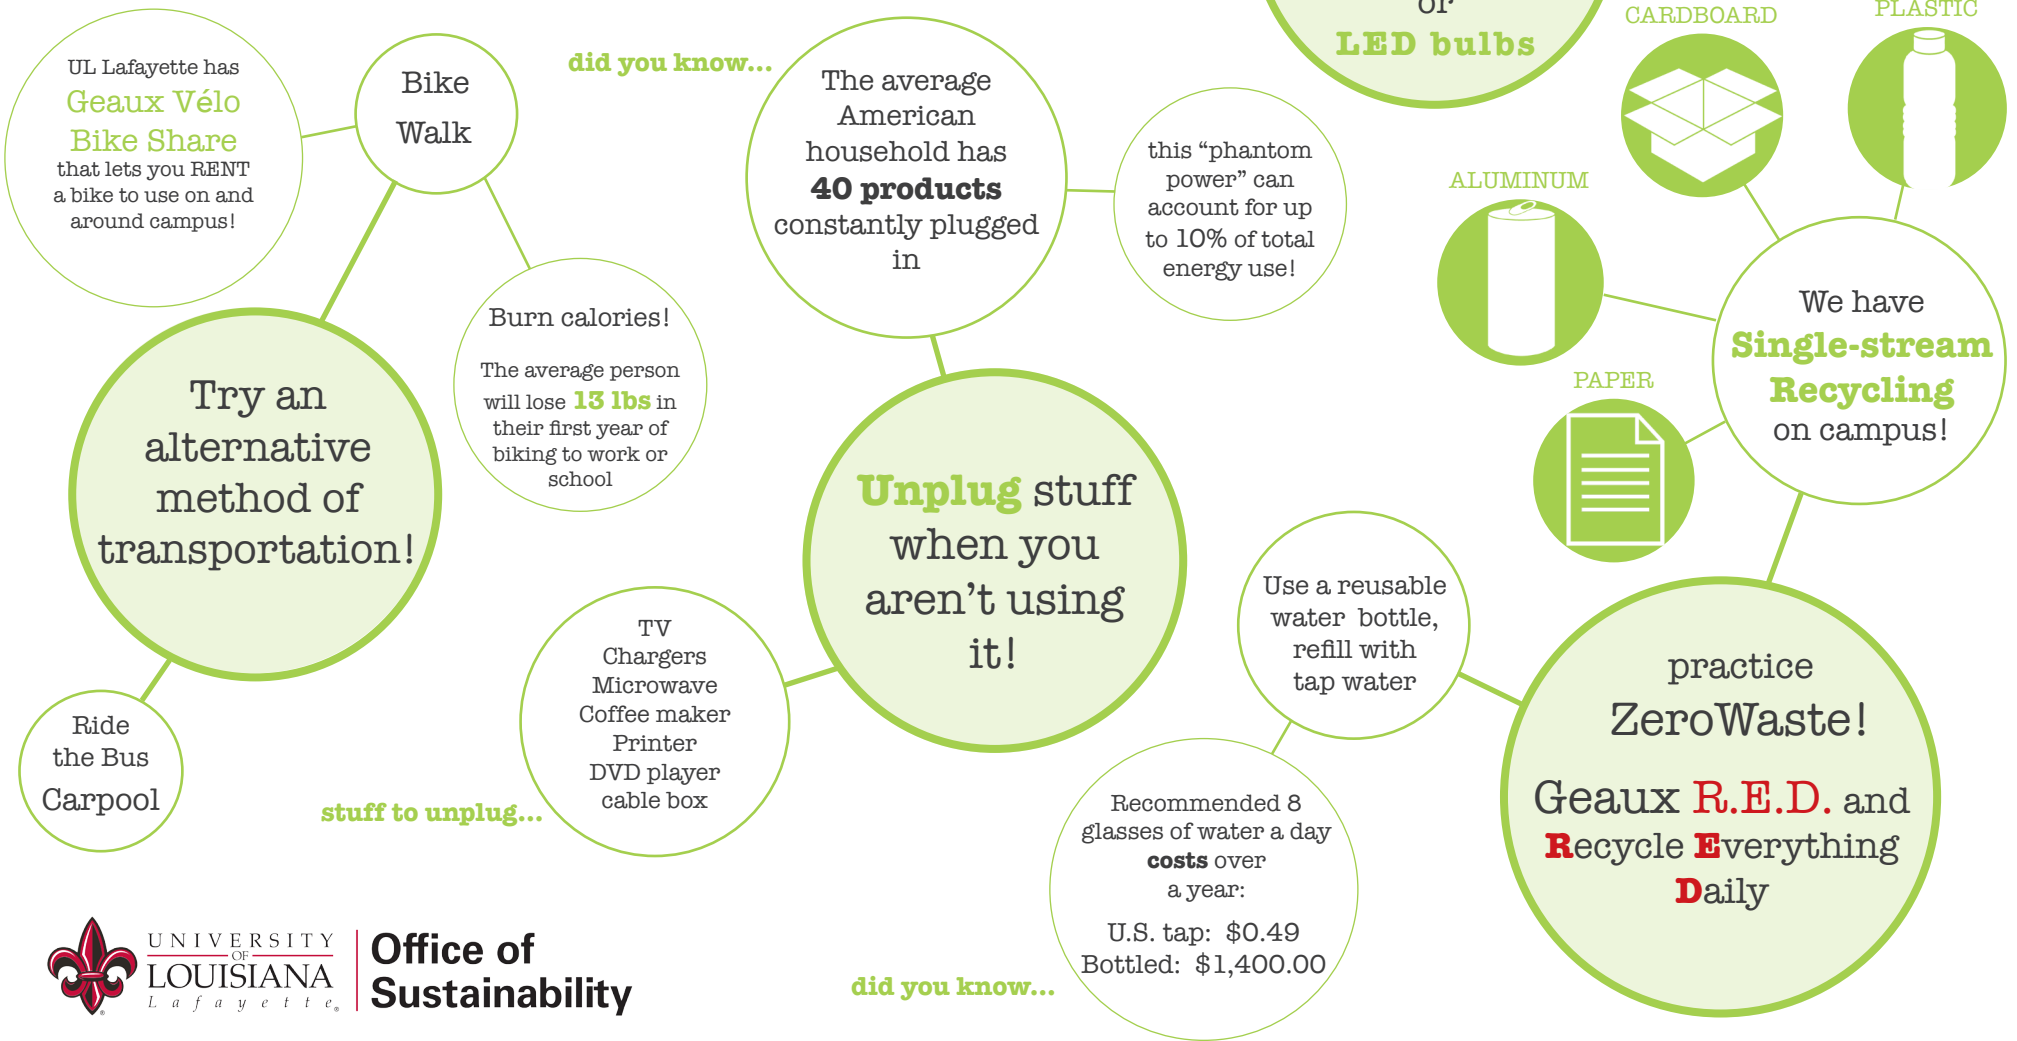 or
LED bulbs
CARDBOARD
PLASTIC
ALUMINUM
PAPER
We have
Single-stream
Recycling
on campus!
UL Lafayette has
Geaux Vélo
Bike Share
that lets you RENT
a bike to use on and
around campus!
Bike
Walk
Burn calories!
The average person
will lose 13 lbs in
their first year of
biking to work or
school
Try an
alternative
method of
transportation!
Ride
the Bus
Carpool
did you know...
The average
American
household has
40 products
constantly plugged
in
this “phantom
power” can
account for up
to 10% of total
energy use!
Unplug stuff
when you
aren’t using
it!
TV
Chargers
Microwave
Coffee maker
Printer
DVD player
cable box
stuff to unplug...
Use a reusable
water bottle,
refill with
tap water
Recommended 8
glasses of water a day
costs over
a year:
U.S. tap: $0.49
Bottled: $1,400.00
did you know...
practice
ZeroWaste!
Geaux R.E.D. and
Recycle Everything
Daily
UNIVERSITY
OF
LOUISIANA
Lafayette®
Office of
Sustainability